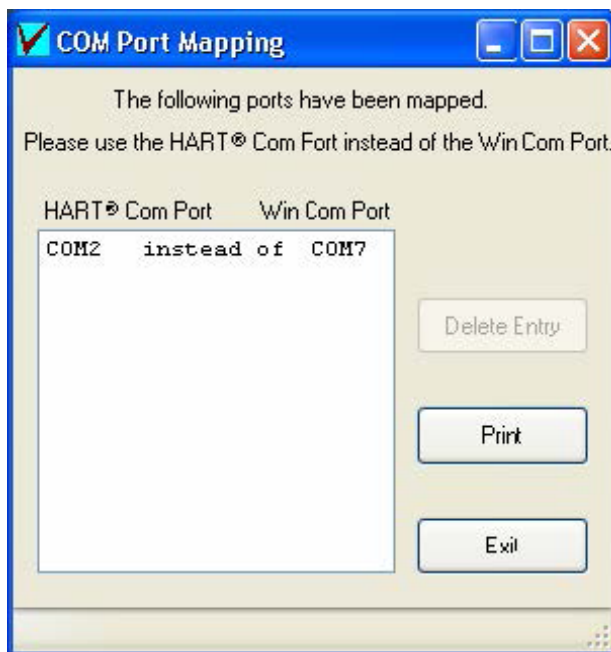 COM Port Mapping
The following ports have been mapped.
Please use the HART® Com Fort instead of the Win Com Port.
HART® Com Port Win Com Port
COM2 instead of COM7
Delete Entry
Print
Exit